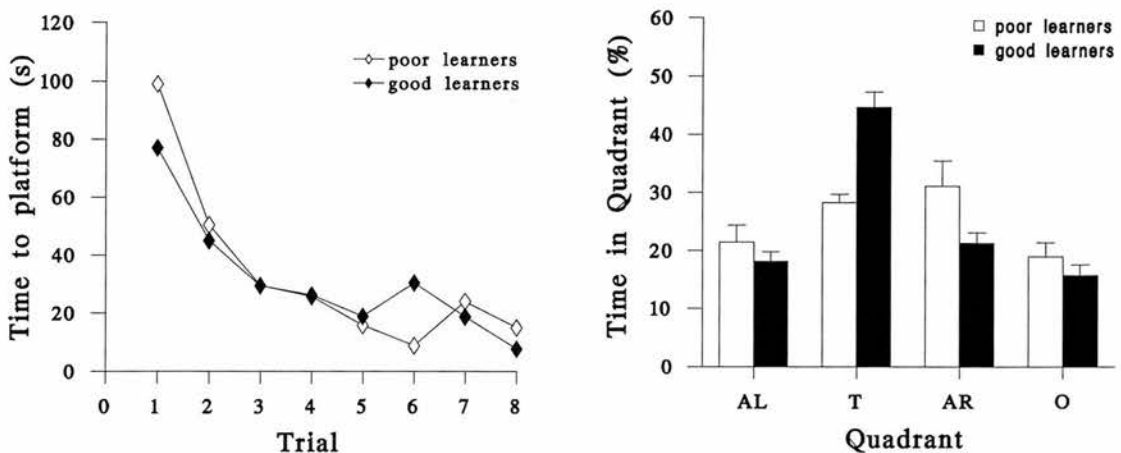 120
100
80
60
40
20
0
Time to platform (s)
poor learners
good learners
0 1 2 3 4 5 6 7 8
Trial
60
50
40
30
20
10
0
Time in Quadrant (%)
poor learners
good learners
AL T AR O
Quadrant